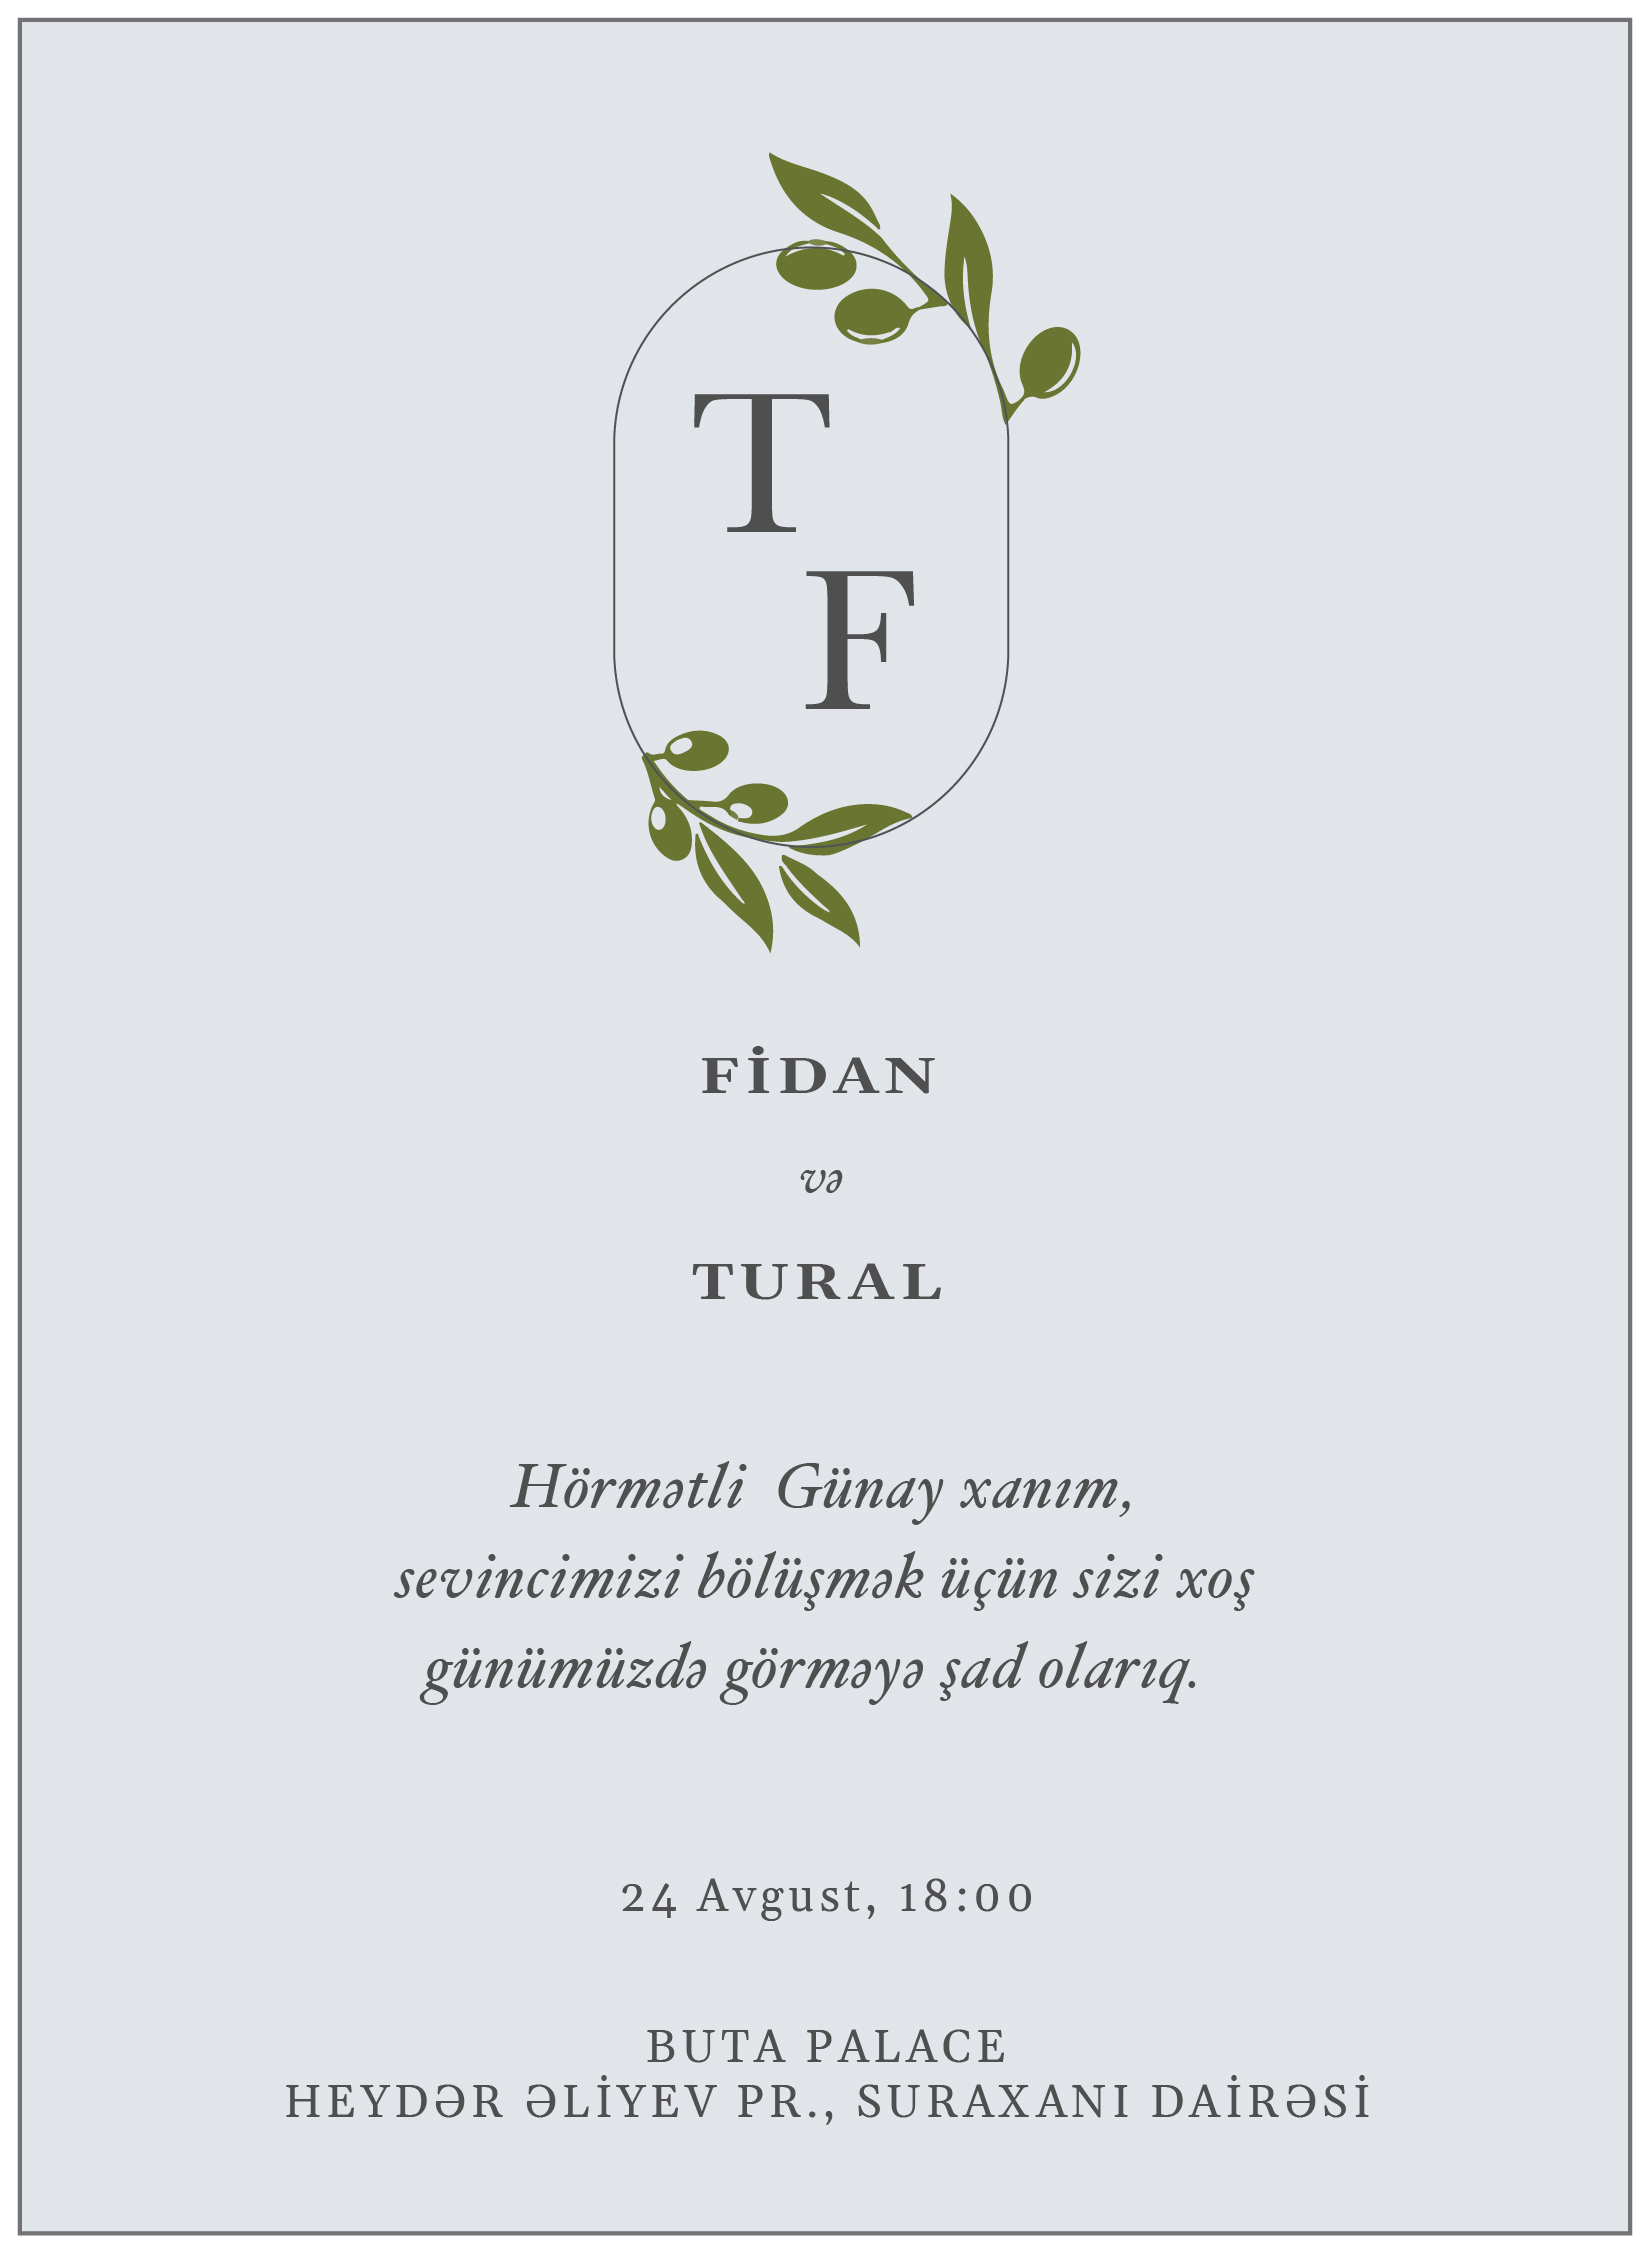 T
F
FİDAN
və
TURAL
Hörmətli  Günay xanım,
sevincimizi bölüşmək üçün sizi xoş
günümüzdə görməyə şad olarıq.
24 Avgust, 18:00
BUTA PALACE
HEYDƏR ƏLİYEV PR., SURAXANI DAİRƏSİ